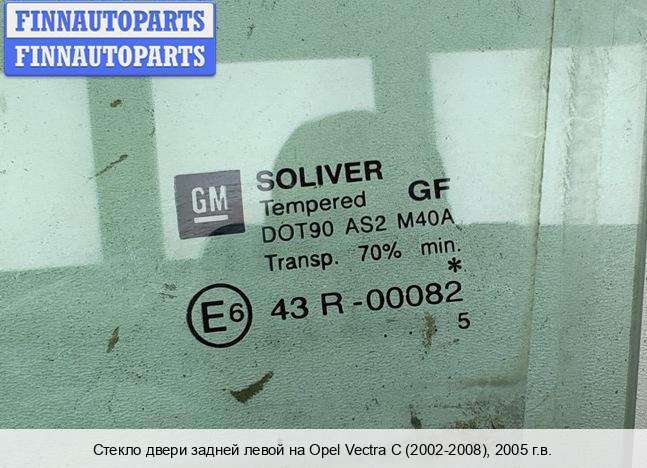 FINNAUTOPARTS
FINNAUTOPARTS
GM
SOLIVER
Tempered GF
DOT90 AS2 M40A
Transp. 70% min.
*
E6 43 R-00082
5
Стекло двери задней левой на Opel Vectra C (2002-2008), 2005 г.в.